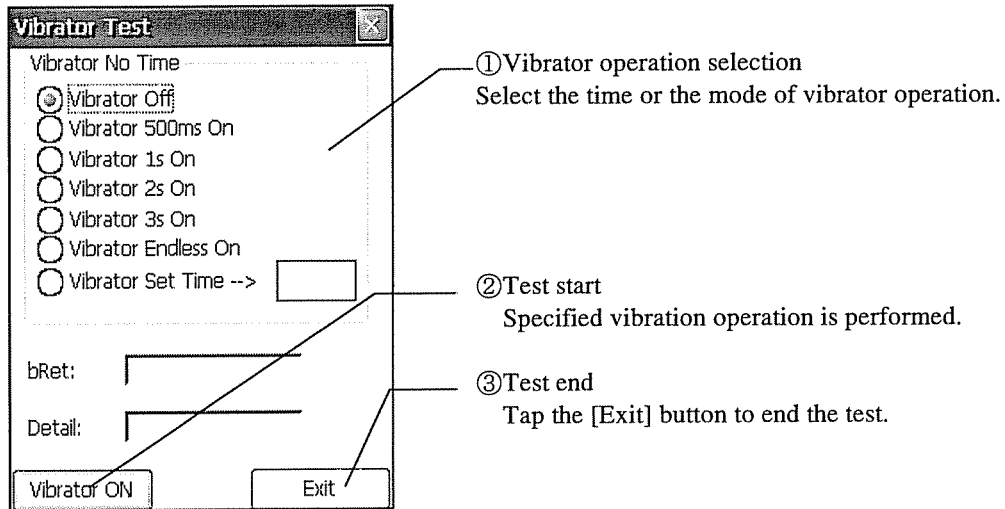 Vibrator Test
Vibrator No Time
Vibrator Off
Vibrator 500ms On
Vibrator 1s On
Vibrator 2s On
Vibrator 3s On
Vibrator Endless On
Vibrator Set Time -->
bRet:
Detail:
Vibrator ON
Exit
①Vibrator operation selection
Select the time or the mode of vibrator operation.
②Test start
Specified vibration operation is performed.
③Test end
Tap the [Exit] button to end the test.